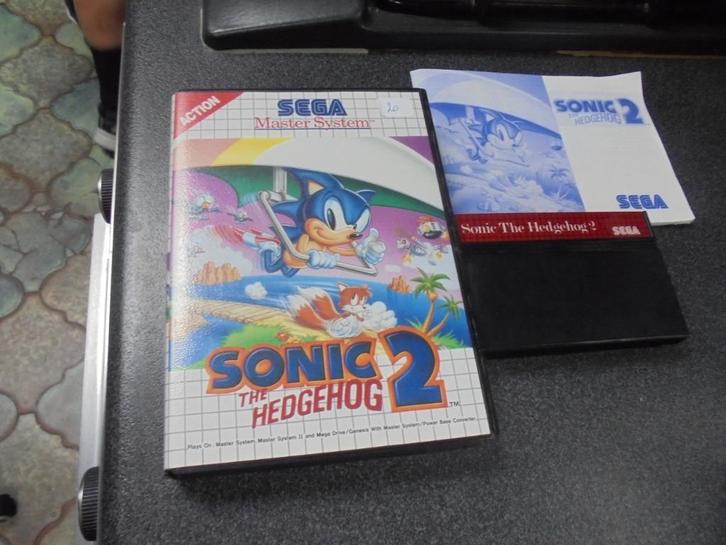 ACTION
SEGA
20
Master System™
SONIC 2
THE
HEDGEHOG
™
Plays On: Master System, Master System II and Mega Drive/Genesis With Master System/Power Base Converter.
SONIC 2
THE
HEDGEHOG
SEGA
Sonic The Hedgehog 2
SEGA